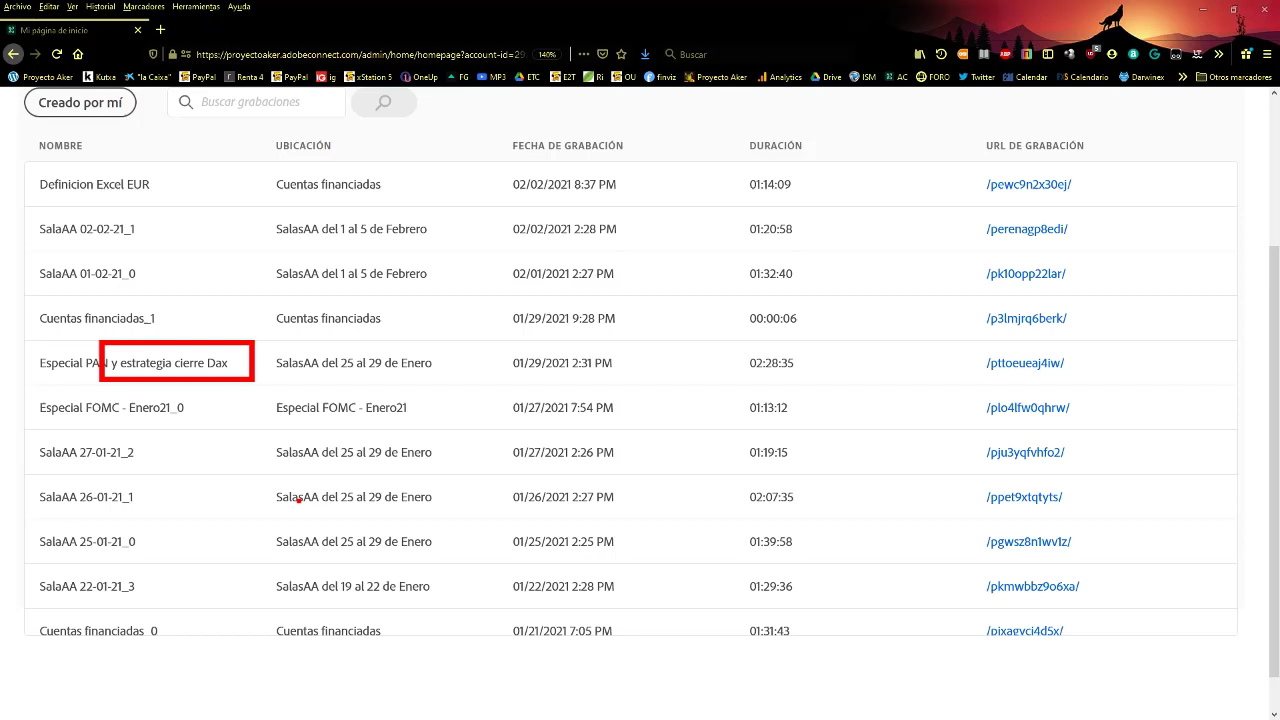 Archivo Editar Ver Historial Marcadores Herramientas Ayuda
Mi página de inicio
https://proyectoaker.adobeconnect.com/admin/home/homepage?account-id=29 140% Buscar
Proyecto Aker Kutxa "la Caixa" PayPal Renta 4 PayPal ig xStation 5 OneUp FG MP3 ETC E2T Ri OU finviz Proyecto Aker Analytics Drive ISM AC FORO Twitter Calendar Calendario Darwinex Otros marcadores
Creado por mí Buscar grabaciones
NOMBRE UBICACIÓN FECHA DE GRABACIÓN DURACIÓN URL DE GRABACIÓN
Definicion Excel EUR Cuentas financiadas 02/02/2021 8:37 PM 01:14:09 /pewc9n2x30ej/
SalaAA 02-02-21_1 SalasAA del 1 al 5 de Febrero 02/02/2021 2:28 PM 01:20:58 /perenagp8edi/
SalaAA 01-02-21_0 SalasAA del 1 al 5 de Febrero 02/01/2021 2:27 PM 01:32:40 /pk10opp22lar/
Cuentas financiadas_1 Cuentas financiadas 01/29/2021 9:28 PM 00:00:06 /p3lmjrq6berk/
Especial PAN y estrategia cierre Dax SalasAA del 25 al 29 de Enero 01/29/2021 2:31 PM 02:28:35 /pttoeueaj4iw/
Especial FOMC - Enero21_0 Especial FOMC - Enero21 01/27/2021 7:54 PM 01:13:12 /plo4lfw0qhrw/
SalaAA 27-01-21_2 SalasAA del 25 al 29 de Enero 01/27/2021 2:26 PM 01:19:15 /pju3yqfvhfo2/
SalaAA 26-01-21_1 SalasAA del 25 al 29 de Enero 01/26/2021 2:27 PM 02:07:35 /ppet9xtqtyts/
SalaAA 25-01-21_0 SalasAA del 25 al 29 de Enero 01/25/2021 2:25 PM 01:39:58 /pgwsz8n1wv1z/
SalaAA 22-01-21_3 SalasAA del 19 al 22 de Enero 01/22/2021 2:28 PM 01:29:36 /pkmwbbz9o6xa/
Cuentas financiadas_0 Cuentas financiadas 01/21/2021 7:05 PM 01:31:43 /pixagyci4d5x/